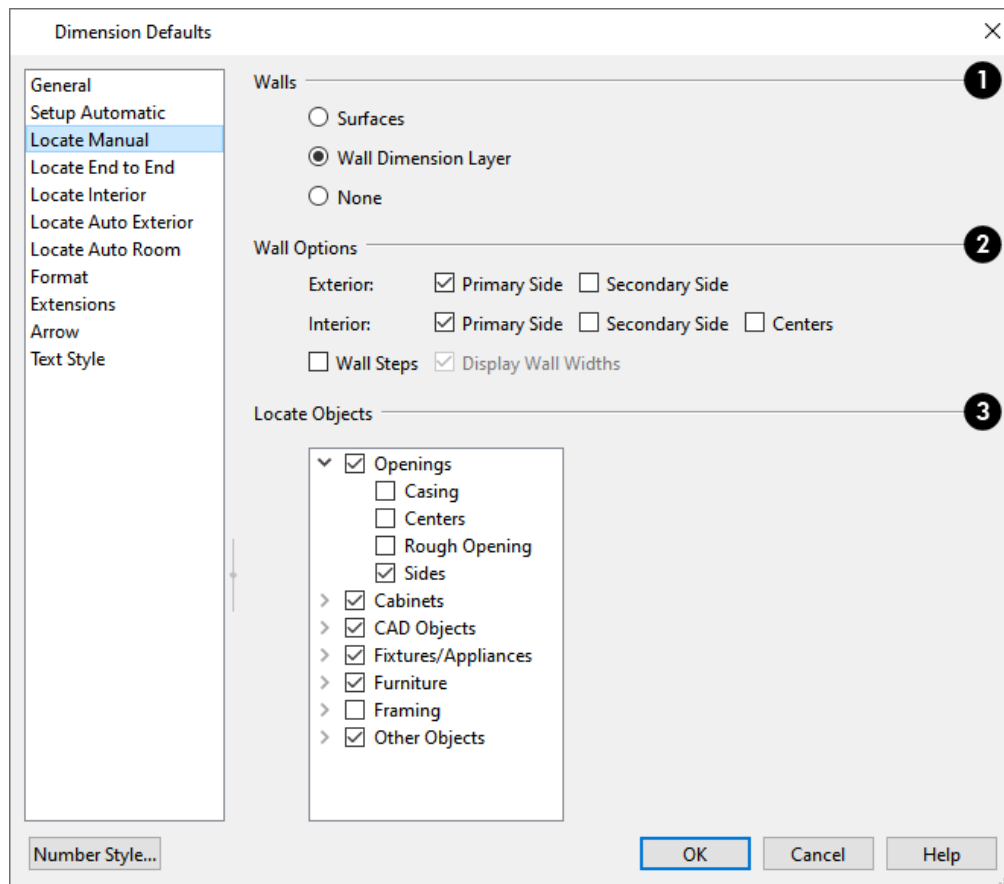 Dimension Defaults
General
Setup Automatic
Locate Manual
Locate End to End
Locate Interior
Locate Auto Exterior
Locate Auto Room
Format
Extensions
Arrow
Text Style
Walls
1
Surfaces
Wall Dimension Layer
None
Wall Options
2
Exterior: Primary Side Secondary Side
Interior: Primary Side Secondary Side Centers
Wall Steps Display Wall Widths
Locate Objects
3
Openings
Casing
Centers
Rough Opening
Sides
Cabinets
CAD Objects
Fixtures/Appliances
Furniture
Framing
Other Objects
Number Style... OK Cancel Help